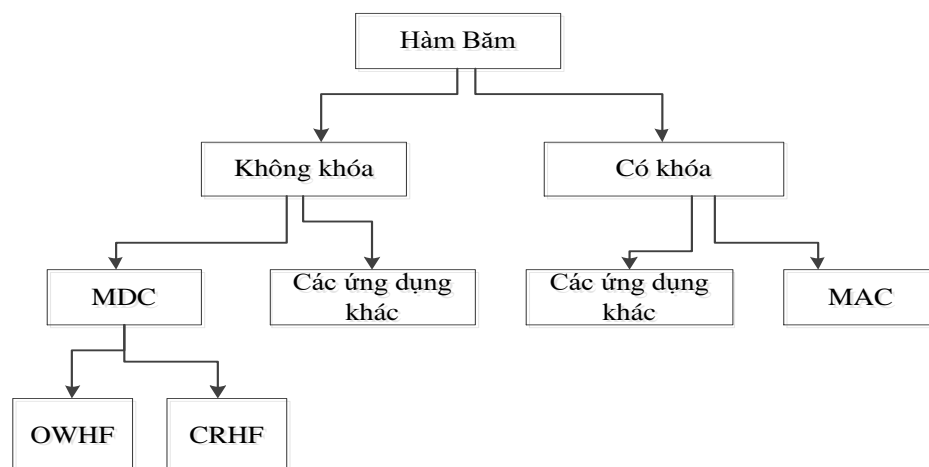 Hàm Băm
Không khóa
Có khóa
MDC
Các ứng dụng
khác
Các ứng dụng
khác
MAC
OWHF
CRHF